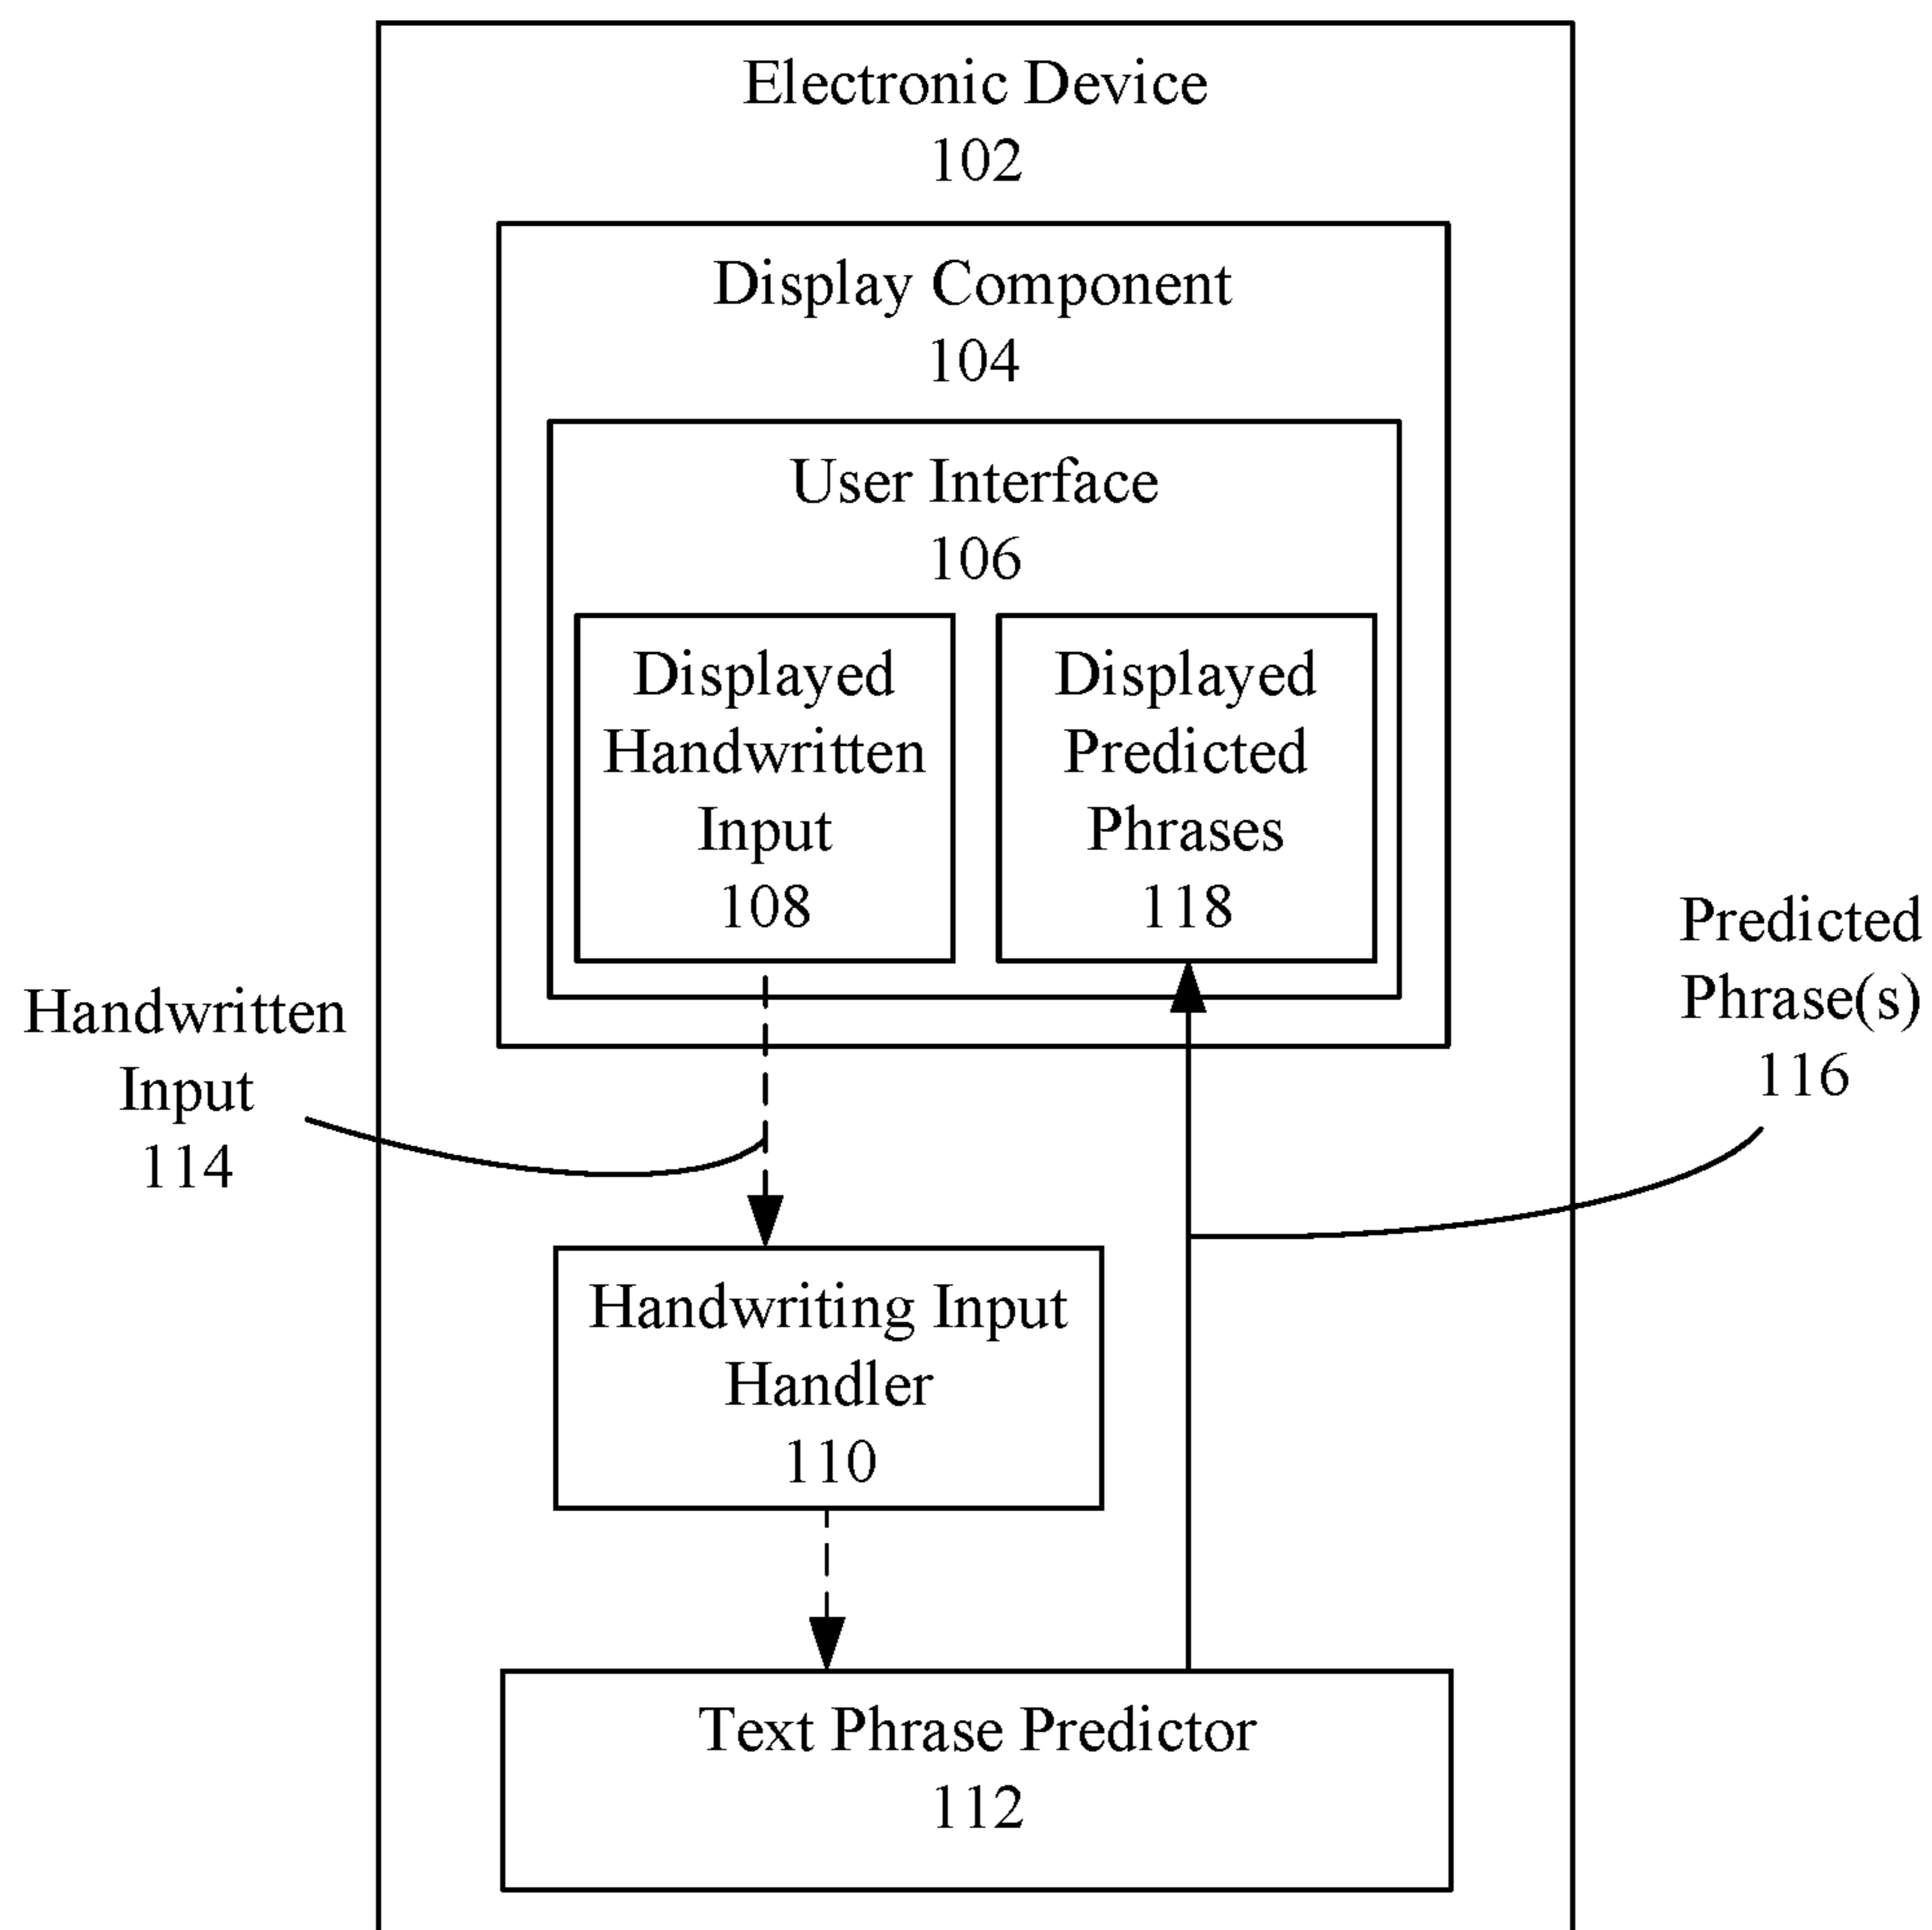 Electronic Device
102
Display Component
104
User Interface
106
Displayed
Handwritten
Input
108
Displayed
Predicted
Phrases
118
Predicted
Phrase(s)
116
Handwritten
Input
114
Handwriting Input
Handler
110
Text Phrase Predictor
112